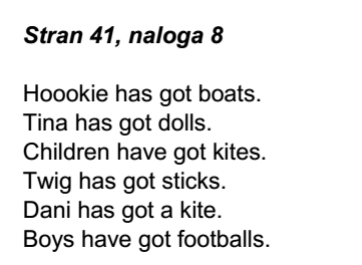 Stran 41, naloga 8
Hoookie has got boats.
Tina has got dolls.
Children have got kites.
Twig has got sticks.
Dani has got a kite.
Boys have got footballs.